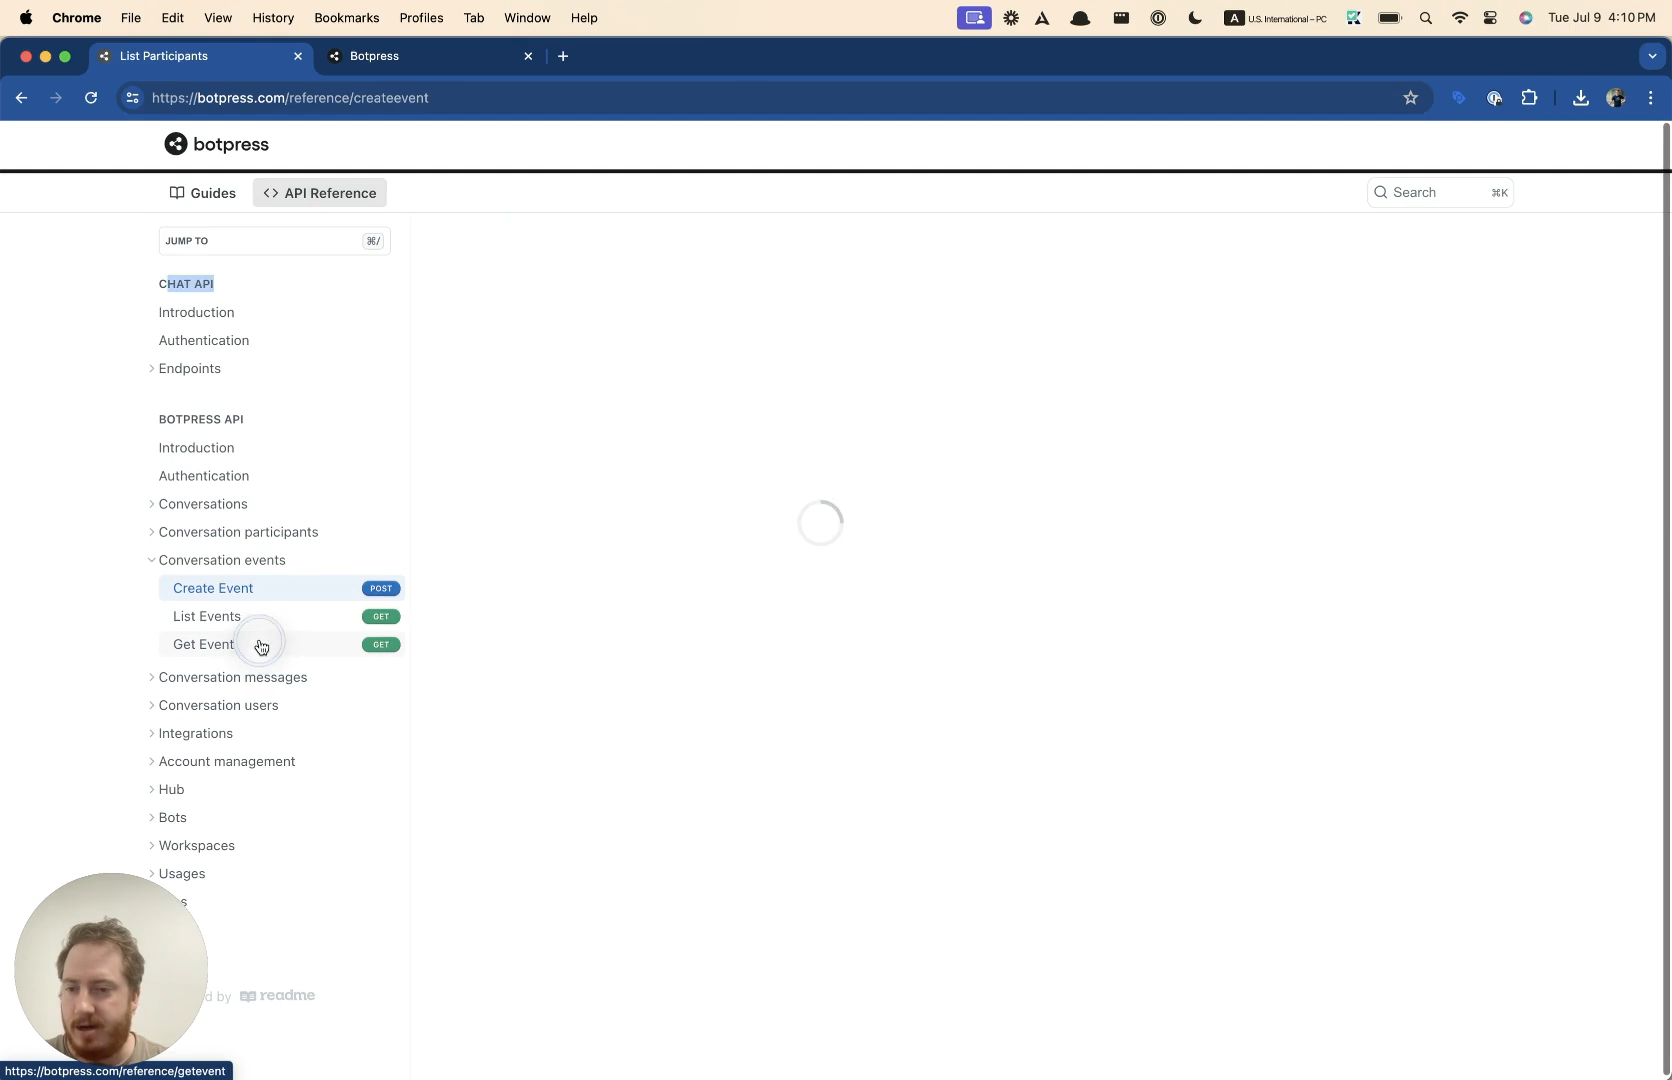 Chrome File Edit View History Bookmarks Profiles Tab Window Help A U.S. International – PC Tue Jul 9 4:10 PM
List Participants Botpress
https://botpress.com/reference/createevent
botpress
Guides <> API Reference Search ⌘K
JUMP TO ⌘/
CHAT API
Introduction
Authentication
Endpoints
BOTPRESS API
Introduction
Authentication
Conversations
Conversation participants
Conversation events
Create Event POST
List Events GET
Get Event GET
Conversation messages
Conversation users
Integrations
Account management
Hub
Bots
Workspaces
Usages
s
d by readme
https://botpress.com/reference/getevent